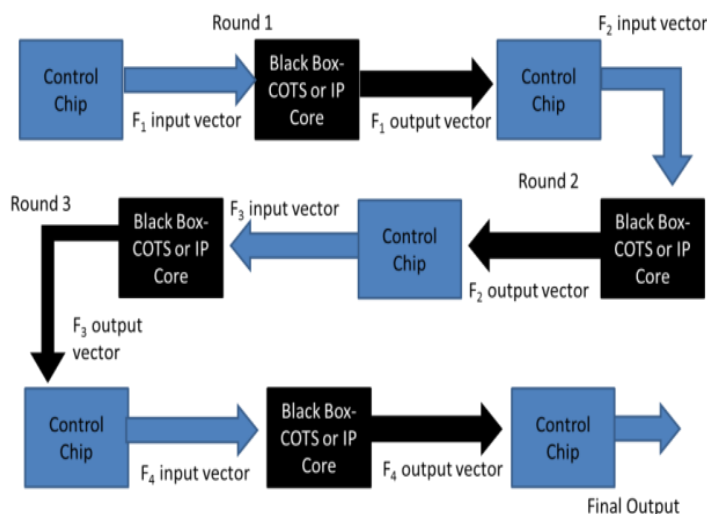 Round 1
F₂ input vector
Control
Chip
Black Box-
COTS or IP
Core
Control
Chip
F₁ input vector
F₁ output vector
Round 2
Round 3
Black Box-
COTS or IP
Core
F₃ input vector
Control
Chip
Black Box-
COTS or IP
Core
F₂ output vector
F₃ output
vector
Control
Chip
Black Box-
COTS or IP
Core
Control
Chip
F₄ input vector
F₄ output vector
Final Output